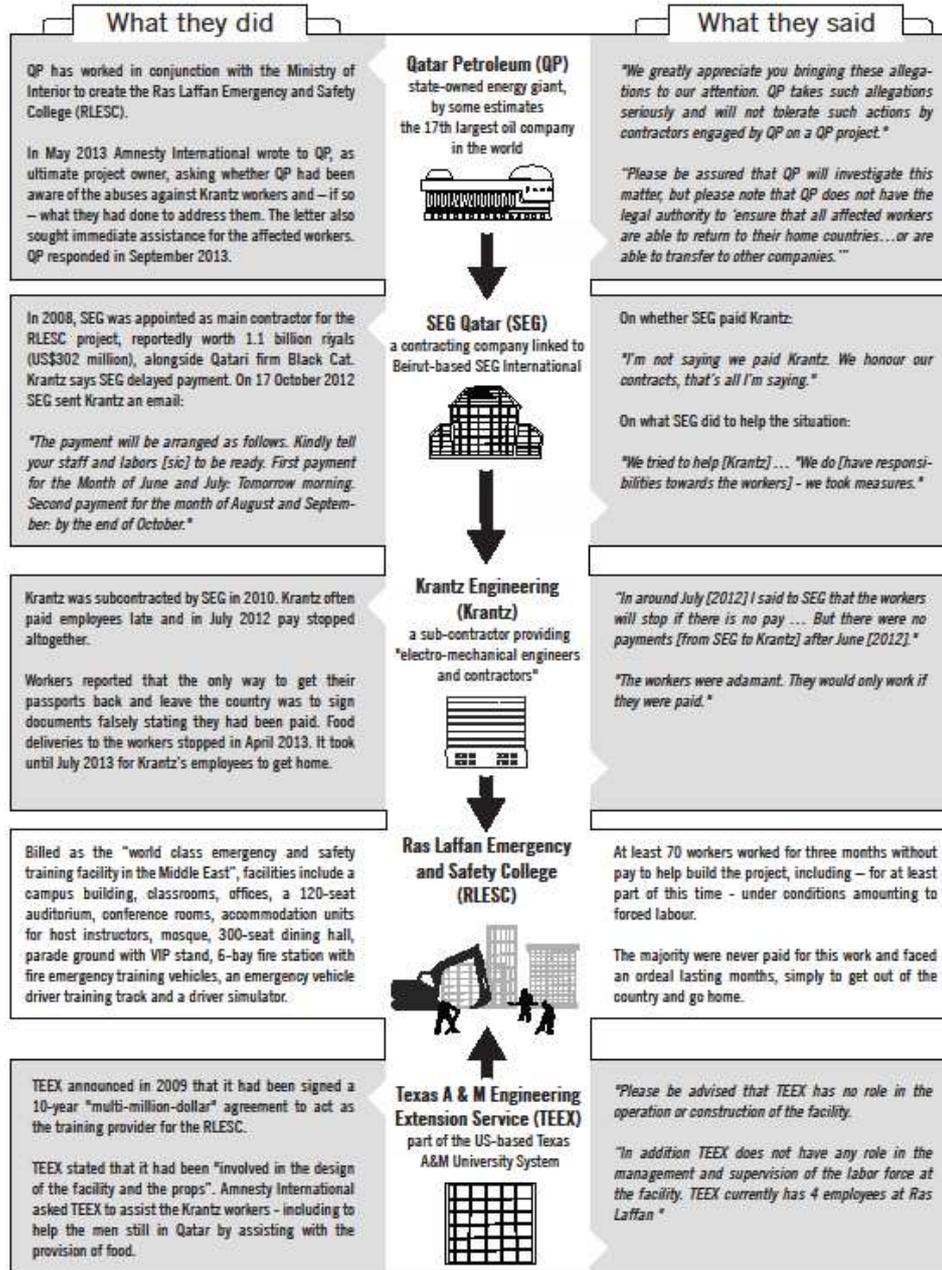 What they did
What they said
QP has worked in conjunction with the Ministry of
Interior to create the Ras Laffan Emergency and Safety
College (RLESC).
In May 2013 Amnesty International wrote to QP, as
ultimate project owner, asking whether QP had been
aware of the abuses against Krantz workers and – if so
– what they had done to address them. The letter also
sought immediate assistance for the affected workers.
QP responded in September 2013.
Qatar Petroleum (QP)
state-owned energy giant,
by some estimates
the 17th largest oil company
in the world
"We greatly appreciate you bringing these allega-
tions to our attention. QP takes such allegations
seriously and will not tolerate such actions by
contractors engaged by QP on a QP project."
"Please be assured that QP will investigate this
matter, but please note that QP does not have the
legal authority to 'ensure that all affected workers
are able to return to their home countries…or are
able to transfer to other companies.'"
In 2008, SEG was appointed as main contractor for the
RLESC project, reportedly worth 1.1 billion riyals
(US$302 million), alongside Qatari firm Black Cat.
Krantz says SEG delayed payment. On 17 October 2012
SEG sent Krantz an email:
"The payment will be arranged as follows. Kindly tell
your staff and labors [sic] to be ready. First payment
for the Month of June and July: Tomorrow morning.
Second payment for the month of August and Septem-
ber: by the end of October."
SEG Qatar (SEG)
a contracting company linked to
Beirut-based SEG International
On whether SEG paid Krantz:
"I'm not saying we paid Krantz. We honour our
contracts, that's all I'm saying."
On what SEG did to help the situation:
"We tried to help [Krantz] … "We do [have responsi-
bilities towards the workers] - we took measures."
Krantz was subcontracted by SEG in 2010. Krantz often
paid employees late and in July 2012 pay stopped
altogether.
Workers reported that the only way to get their
passports back and leave the country was to sign
documents falsely stating they had been paid. Food
deliveries to the workers stopped in April 2013. It took
until July 2013 for Krantz's employees to get home.
Krantz Engineering
(Krantz)
a sub-contractor providing
"electro-mechanical engineers
and contractors"
"In around July [2012] I said to SEG that the workers
will stop if there is no pay … But there were no
payments [from SEG to Krantz] after June [2012]."
"The workers were adamant. They would only work if
they were paid."
Billed as the "world class emergency and safety
training facility in the Middle East", facilities include a
campus building, classrooms, offices, a 120-seat
auditorium, conference rooms, accommodation units
for host instructors, mosque, 300-seat dining hall,
parade ground with VIP stand, 6-bay fire station with
fire emergency training vehicles, an emergency vehicle
driver training track and a driver simulator.
Ras Laffan Emergency
and Safety College
(RLESC)
At least 70 workers worked for three months without
pay to help build the project, including – for at least
part of this time - under conditions amounting to
forced labour.
The majority were never paid for this work and faced
an ordeal lasting months, simply to get out of the
country and go home.
TEEX announced in 2009 that it had been signed a
10-year "multi-million-dollar" agreement to act as
the training provider for the RLESC.
TEEX stated that it had been "involved in the design
of the facility and the props". Amnesty International
asked TEEX to assist the Krantz workers - including to
help the men still in Qatar by assisting with the
provision of food.
Texas A & M Engineering
Extension Service (TEEX)
part of the US-based Texas
A&M University System
"Please be advised that TEEX has no role in the
operation or construction of the facility.
"In addition TEEX does not have any role in the
management and supervision of the labor force at
the facility. TEEX currently has 4 employees at Ras
Laffan "